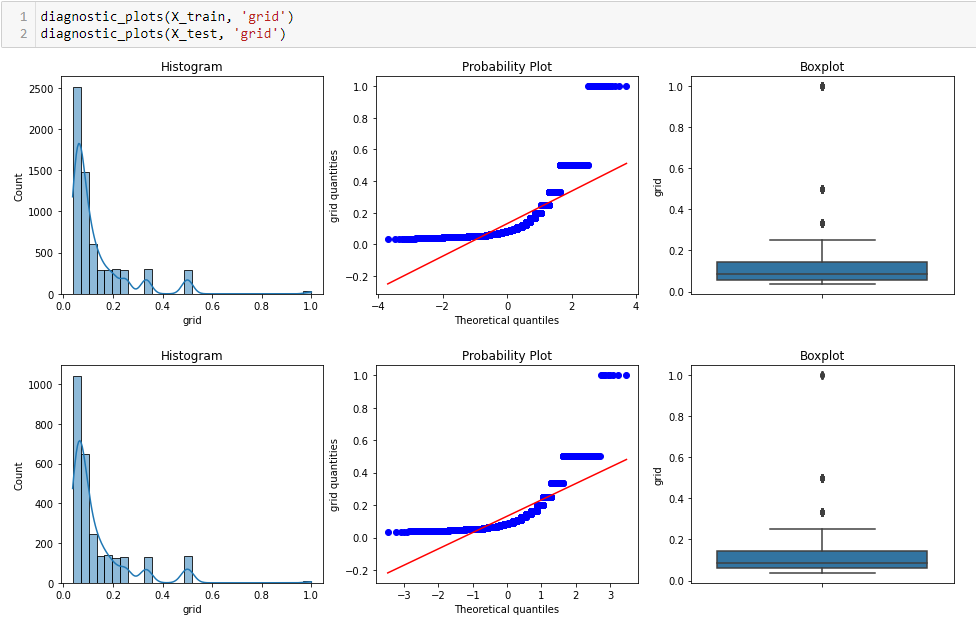 1 diagnostic_plots(X_train, 'grid')
2 diagnostic_plots(X_test, 'grid')
Histogram
Count
2500
2000
1500
1000
500
0
0.0 0.2 0.4 0.6 0.8 1.0
grid
Probability Plot
grid quantities
1.0
0.8
0.6
0.4
0.2
0.0
−0.2
−4 −2 0 2 4
Theoretical quantiles
Boxplot
grid
1.0
0.8
0.6
0.4
0.2
0.0
Histogram
Count
1000
800
600
400
200
0
0.0 0.2 0.4 0.6 0.8 1.0
grid
Probability Plot
grid quantities
1.0
0.8
0.6
0.4
0.2
0.0
−0.2
−3 −2 −1 0 1 2 3
Theoretical quantiles
Boxplot
grid
1.0
0.8
0.6
0.4
0.2
0.0